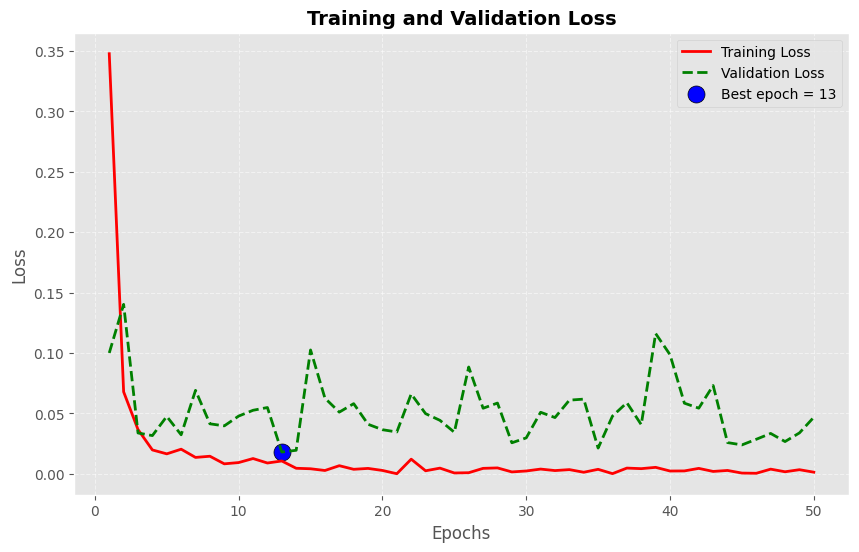 Training and Validation Loss
Training Loss
Validation Loss
Best epoch = 13
Loss
0.35
0.30
0.25
0.20
0.15
0.10
0.05
0.00
0 10 20 30 40 50
Epochs